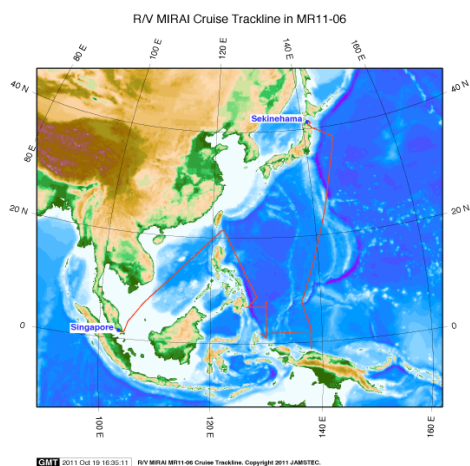 R/V MIRAI Cruise Trackline in MR11-06
80 E
100 E
120 E
140 E
160 E
40 N
40 N
Sekinehama
80 E
20 N
20 N
0
0
Singapore
100 E
120 E
140 E
160 E
GMT 2011 Oct 19 16:35:11 R/V MIRAI MR11-06 Cruise Trackline. Copyright 2011 JAMSTEC.